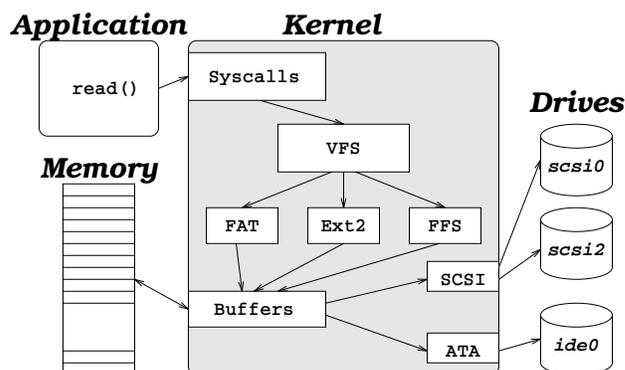 Application
Kernel
read()
Syscalls
Drives
VFS
Memory
scsi0
FAT
Ext2
FFS
scsi2
SCSI
Buffers
ATA
ide0